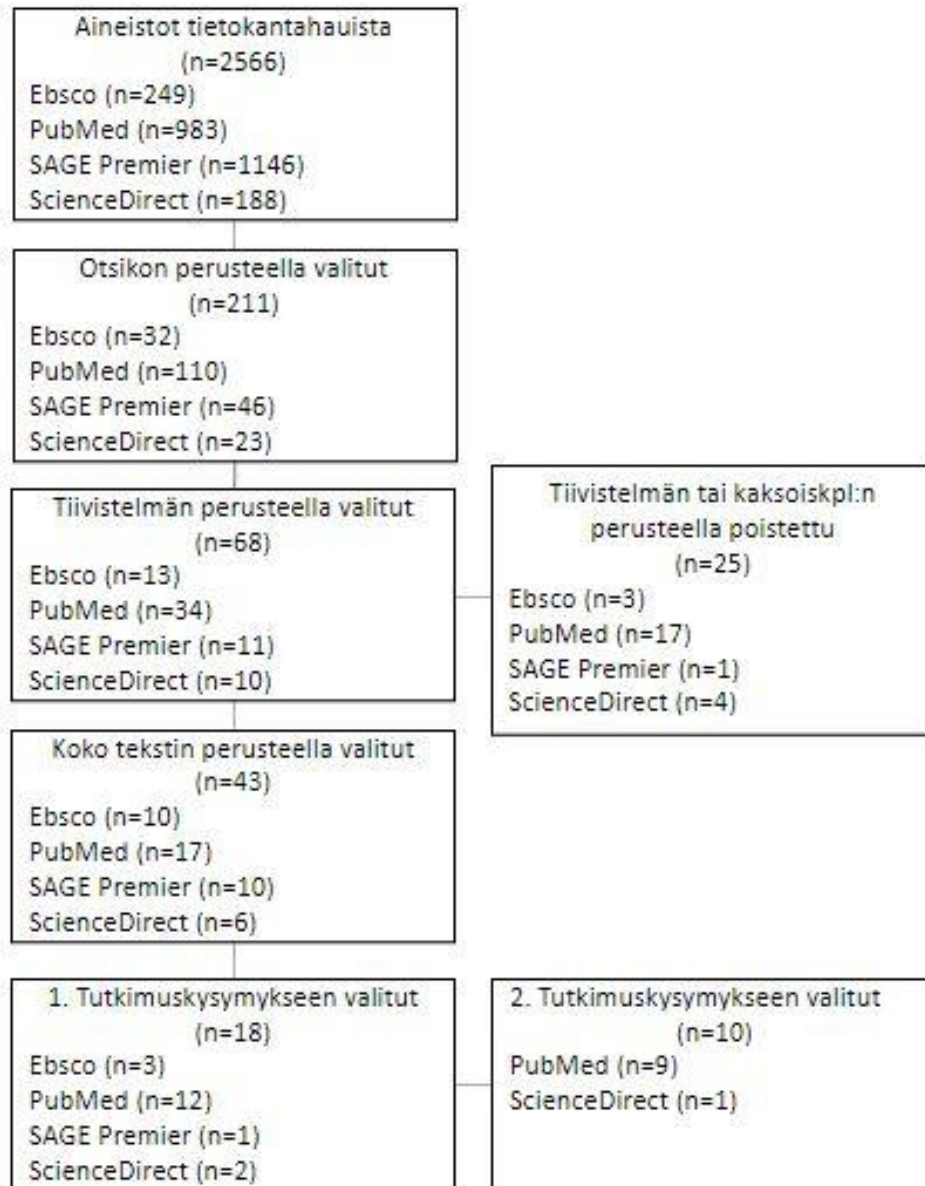 Aineistot tietokantahauista
(n=2566)
Ebsco (n=249)
PubMed (n=983)
SAGE Premier (n=1146)
ScienceDirect (n=188)
Otsikon perusteella valitut
(n=211)
Ebsco (n=32)
PubMed (n=110)
SAGE Premier (n=46)
ScienceDirect (n=23)
Tiivistelmän perusteella valitut
(n=68)
Ebsco (n=13)
PubMed (n=34)
SAGE Premier (n=11)
ScienceDirect (n=10)
Tiivistelmän tai kaksoiskpl:n
perusteella poistettu
(n=25)
Ebsco (n=3)
PubMed (n=17)
SAGE Premier (n=1)
ScienceDirect (n=4)
Koko tekstin perusteella valitut
(n=43)
Ebsco (n=10)
PubMed (n=17)
SAGE Premier (n=10)
ScienceDirect (n=6)
1. Tutkimuskysymykseen valitut
(n=18)
Ebsco (n=3)
PubMed (n=12)
SAGE Premier (n=1)
ScienceDirect (n=2)
2. Tutkimuskysymykseen valitut
(n=10)
PubMed (n=9)
ScienceDirect (n=1)